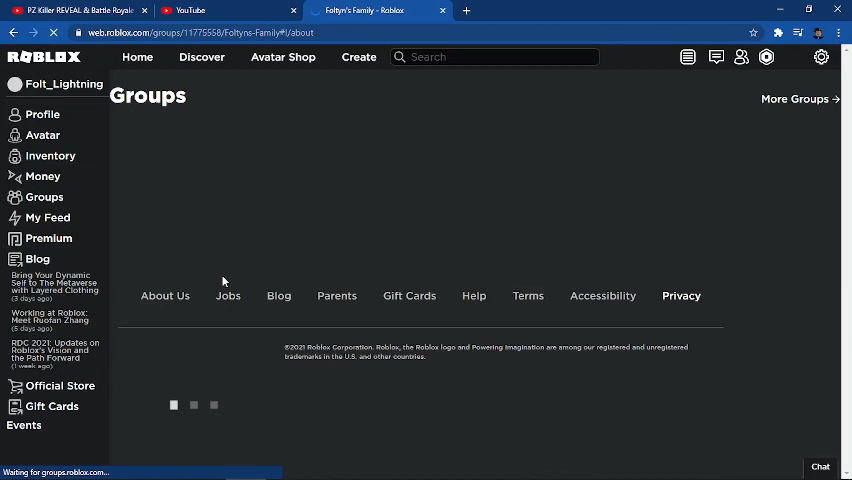 PZ Killer REVEAL & Battle Royale
YouTube
Foltyn's Family - Roblox
web.roblox.com/groups/11775558/Foltyns-Family#!/about
ROBLOX
Home
Discover
Avatar Shop
Create
Search
Folt_Lightning
Groups
More Groups →
Profile
Avatar
Inventory
Money
Groups
My Feed
Premium
Blog
Bring Your Dynamic
Self to The Metaverse
with Layered Clothing
(3 days ago)
Working at Roblox:
Meet Ruofan Zhang
(5 days ago)
RDC 2021: Updates on
Roblox's Vision and
the Path Forward
(1 week ago)
Official Store
Gift Cards
Events
About Us
Jobs
Blog
Parents
Gift Cards
Help
Terms
Accessibility
Privacy
©2021 Roblox Corporation. Roblox, the Roblox logo and Powering Imagination are among our registered and unregistered
trademarks in the U.S. and other countries.
Waiting for groups.roblox.com...
Chat